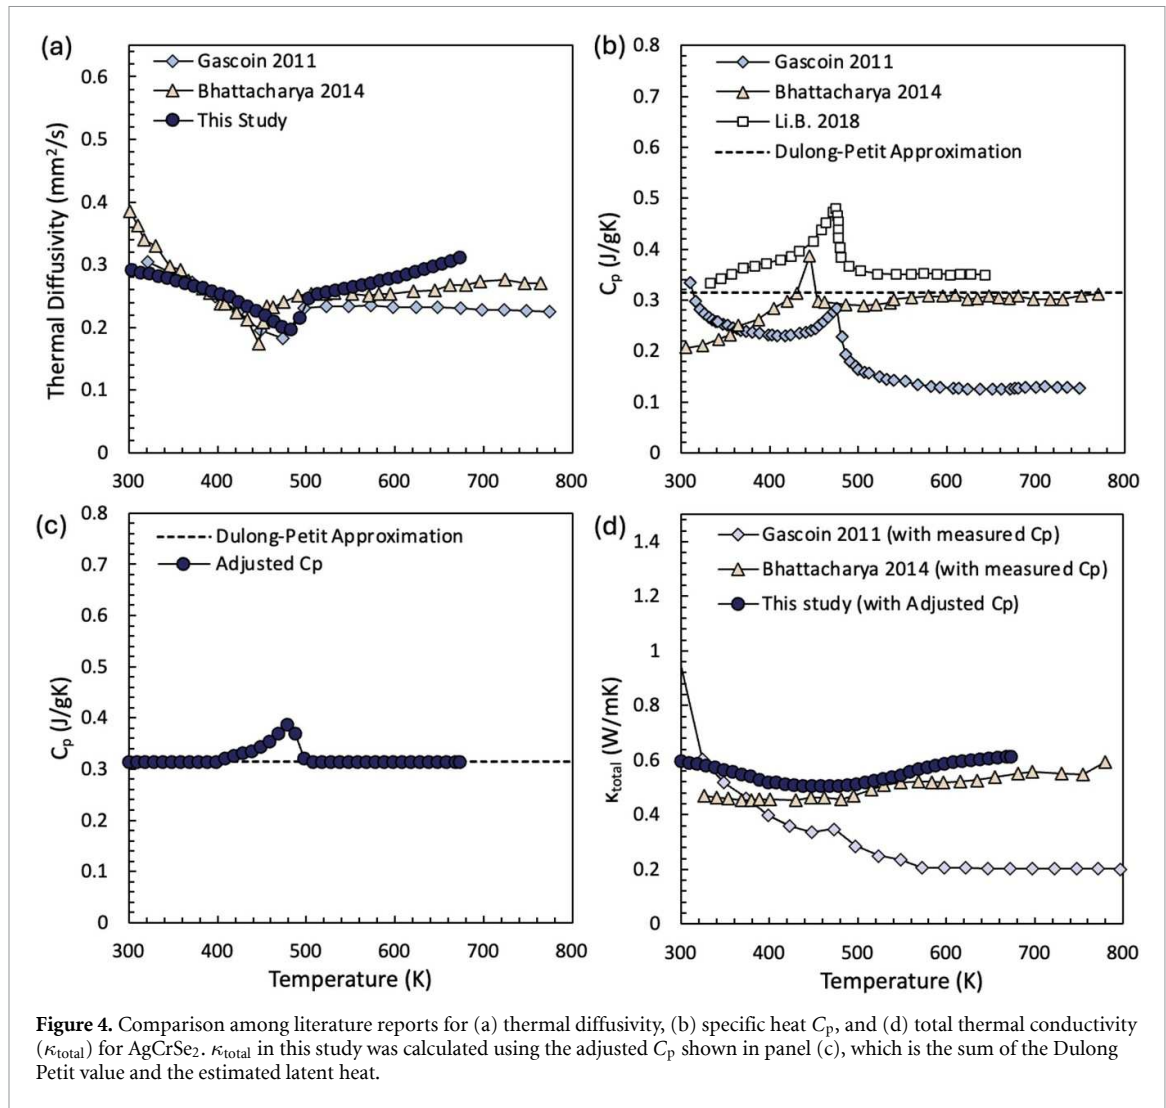 (a)
Thermal Diffusivity (mm²/s)
0.6
0.5
0.4
0.3
0.2
0.1
0
Gascoin 2011
Bhattacharya 2014
This Study
300 400 500 600 700 800
(b)
Cp (J/gK)
0.8
0.7
0.6
0.5
0.4
0.3
0.2
0.1
0
Gascoin 2011
Bhattacharya 2014
Li.B. 2018
Dulong-Petit Approximation
300 400 500 600 700 800
(c)
Cp (J/gK)
0.8
0.7
0.6
0.5
0.4
0.3
0.2
0.1
0
Dulong-Petit Approximation
Adjusted Cp
300 400 500 600 700 800
Temperature (K)
(d)
κtotal (W/mK)
1.4
1.2
1
0.8
0.6
0.4
0.2
0
Gascoin 2011 (with measured Cp)
Bhattacharya 2014 (with measured Cp)
This study (with Adjusted Cp)
300 400 500 600 700 800
Temperature (K)
Figure 4. Comparison among literature reports for (a) thermal diffusivity, (b) specific heat Cp, and (d) total thermal conductivity
(κtotal) for AgCrSe₂. κtotal in this study was calculated using the adjusted Cp shown in panel (c), which is the sum of the Dulong
Petit value and the estimated latent heat.